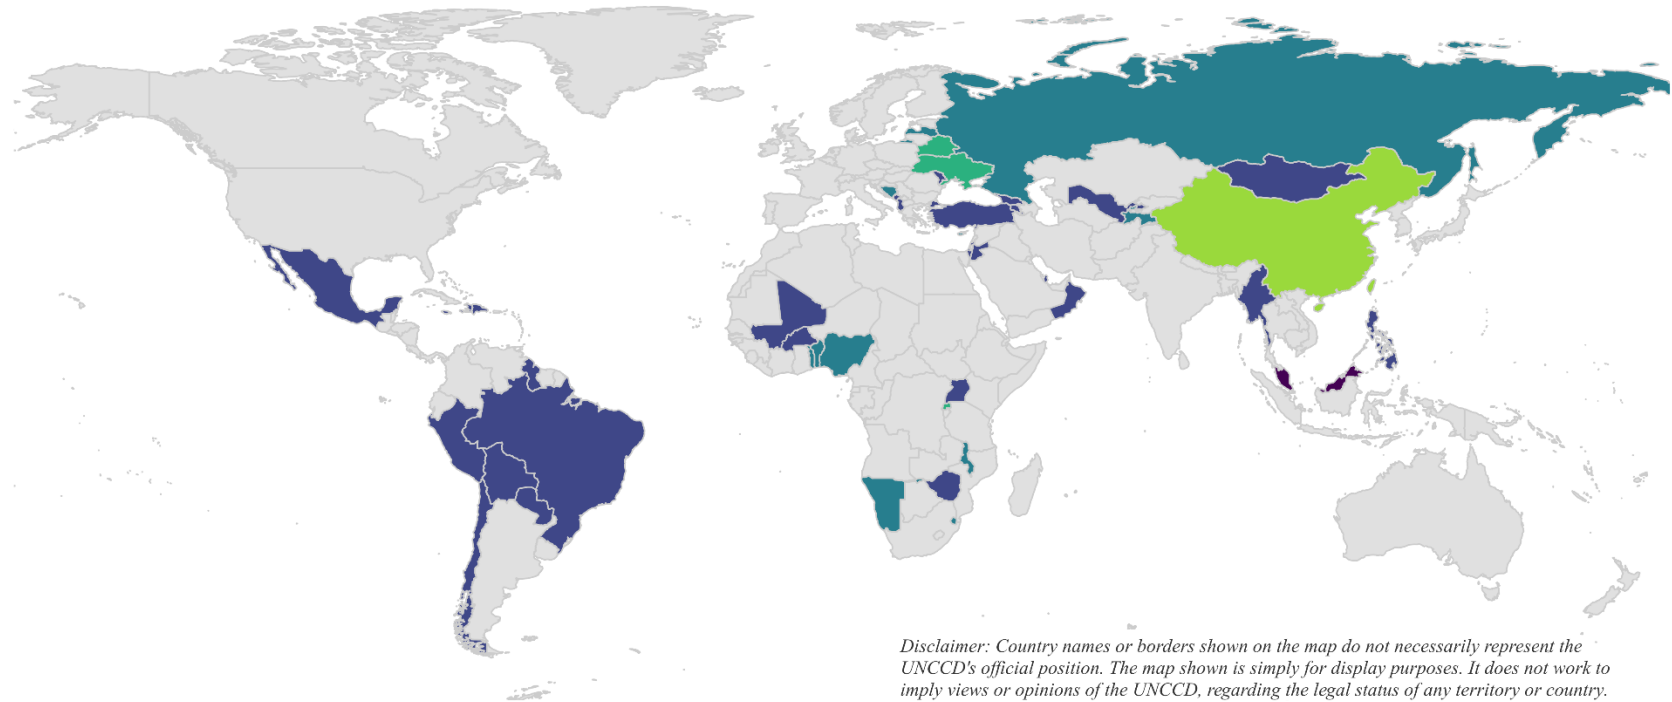 Disclaimer: Country names or borders shown on the map do not necessarily represent the
UNCCD's official position. The map shown is simply for display purposes. It does not work to
imply views or opinions of the UNCCD, regarding the legal status of any territory or country.